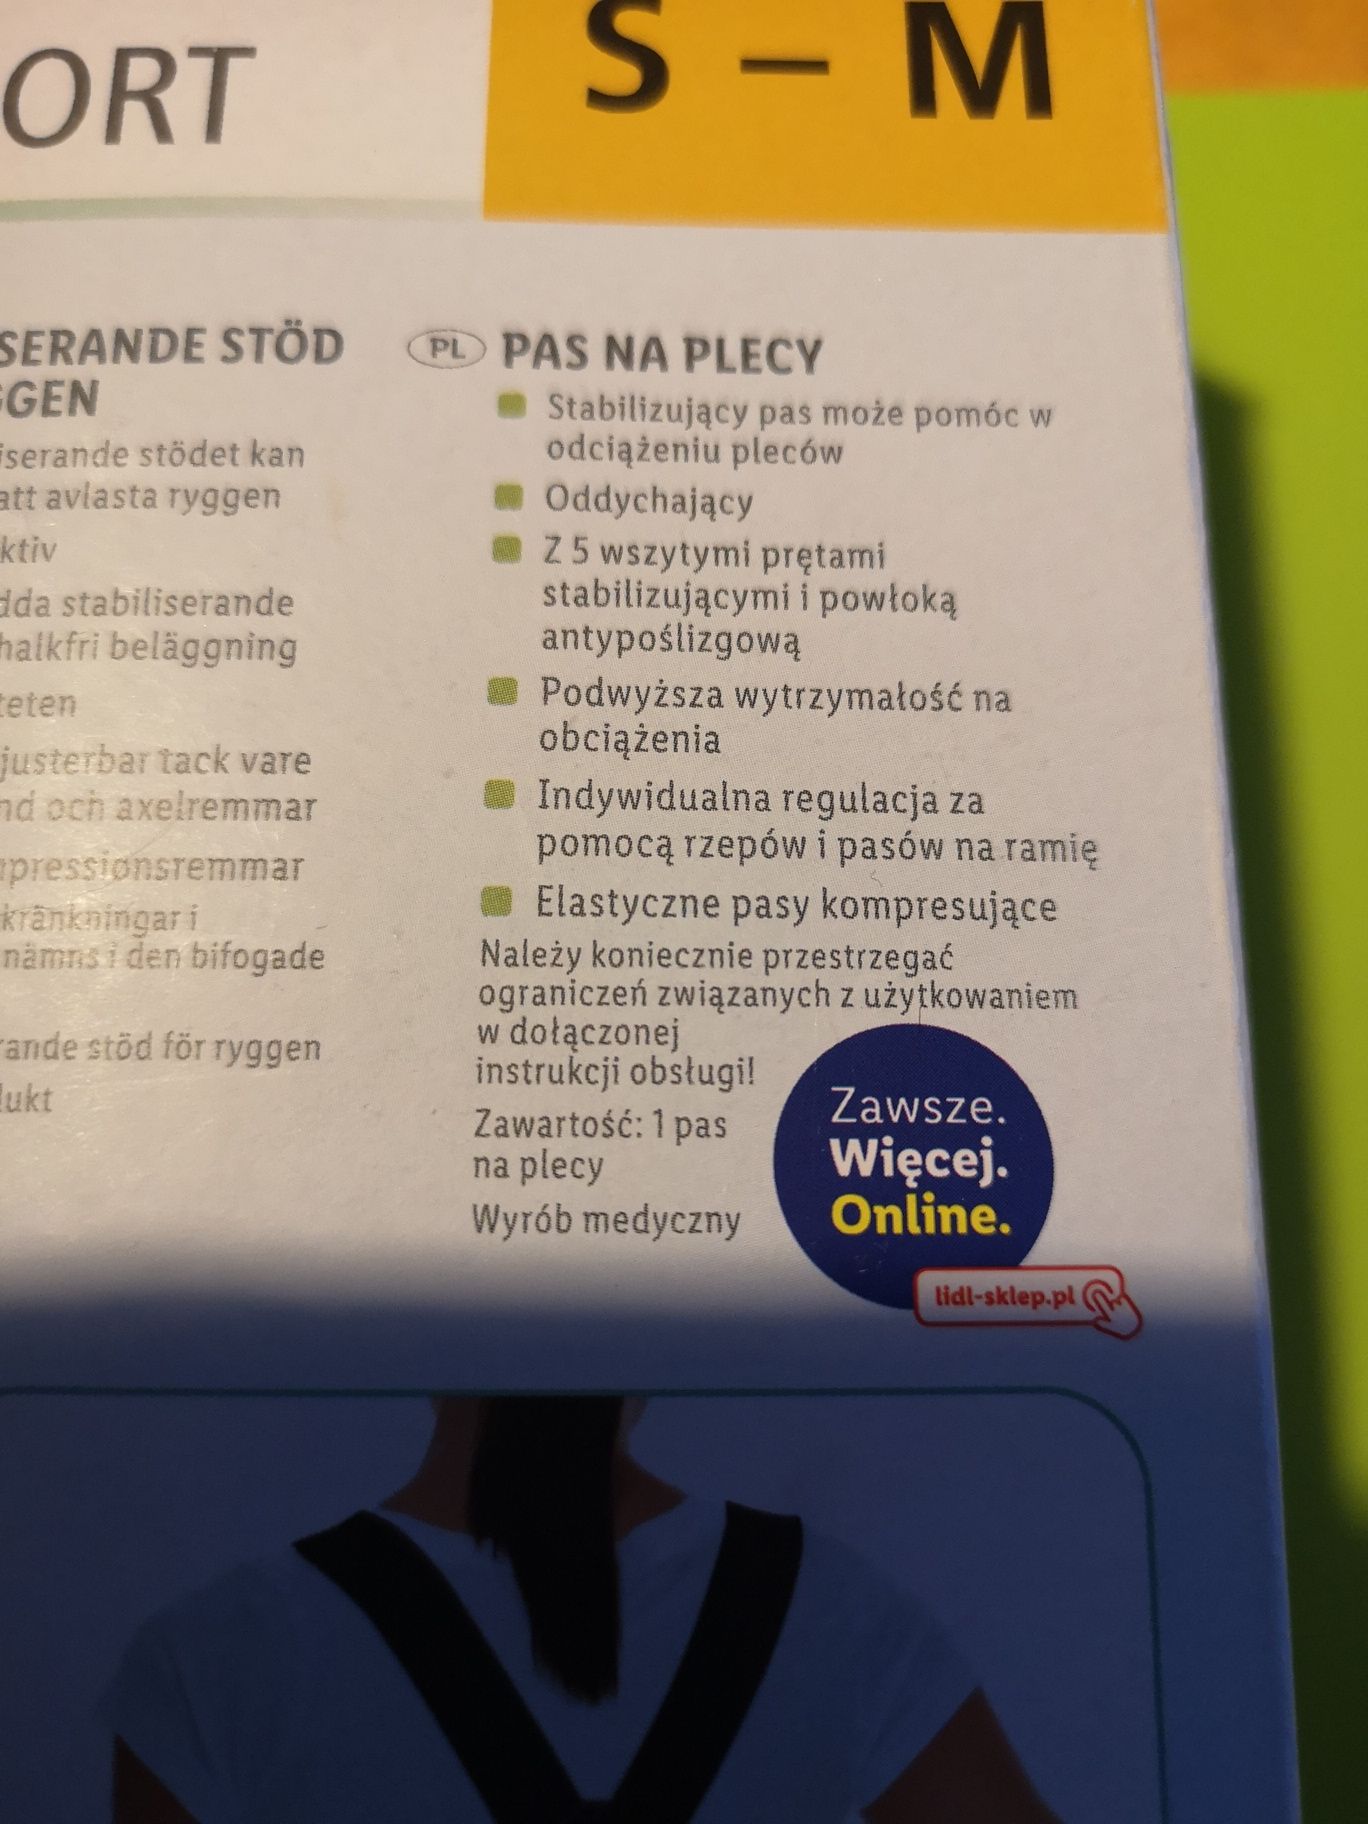 ORT
S – M
SERANDE STÖD
GGEN
iserande stödet kan
att avlasta ryggen
ktiv
dda stabiliserande
halkfri beläggning
teten
justerbar tack vare
nd och axelremmar
mpressionsremmar
kränkningar i
nämns i den bifogade
rande stöd för ryggen
dukt
PL PAS NA PLECY
Stabilizujący pas może pomóc w
odciążeniu pleców
Oddychający
Z 5 wszytymi prętami
stabilizującymi i powłoką
antypoślizgową
Podwyższa wytrzymałość na
obciążenia
Indywidualna regulacja za
pomocą rzepów i pasów na ramię
Elastyczne pasy kompresujące
Należy koniecznie przestrzegać
ograniczeń związanych z użytkowaniem
w dołączonej
instrukcji obsługi!
Zawartość: 1 pas
na plecy
Wyrób medyczny
Zawsze.
Więcej.
Online.
lidl-sklep.pl